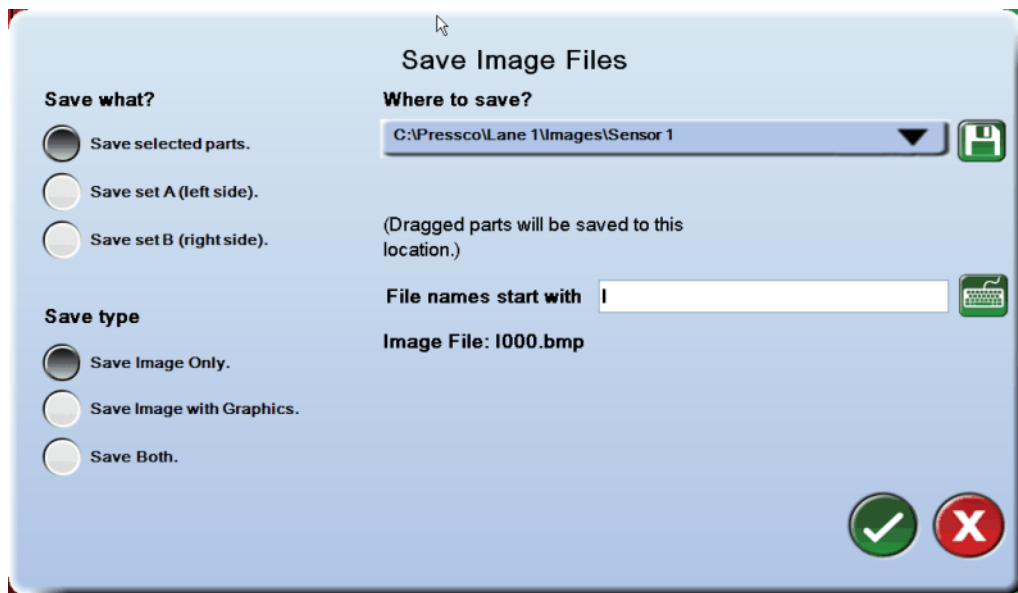 Save Image Files
Save what?
Save selected parts.
Save set A (left side).
Save set B (right side).
Save type
Save Image Only.
Save Image with Graphics.
Save Both.
Where to save?
C:\Pressco\Lane 1\Images\Sensor 1
(Dragged parts will be saved to this
location.)
File names start with I
Image File: I000.bmp